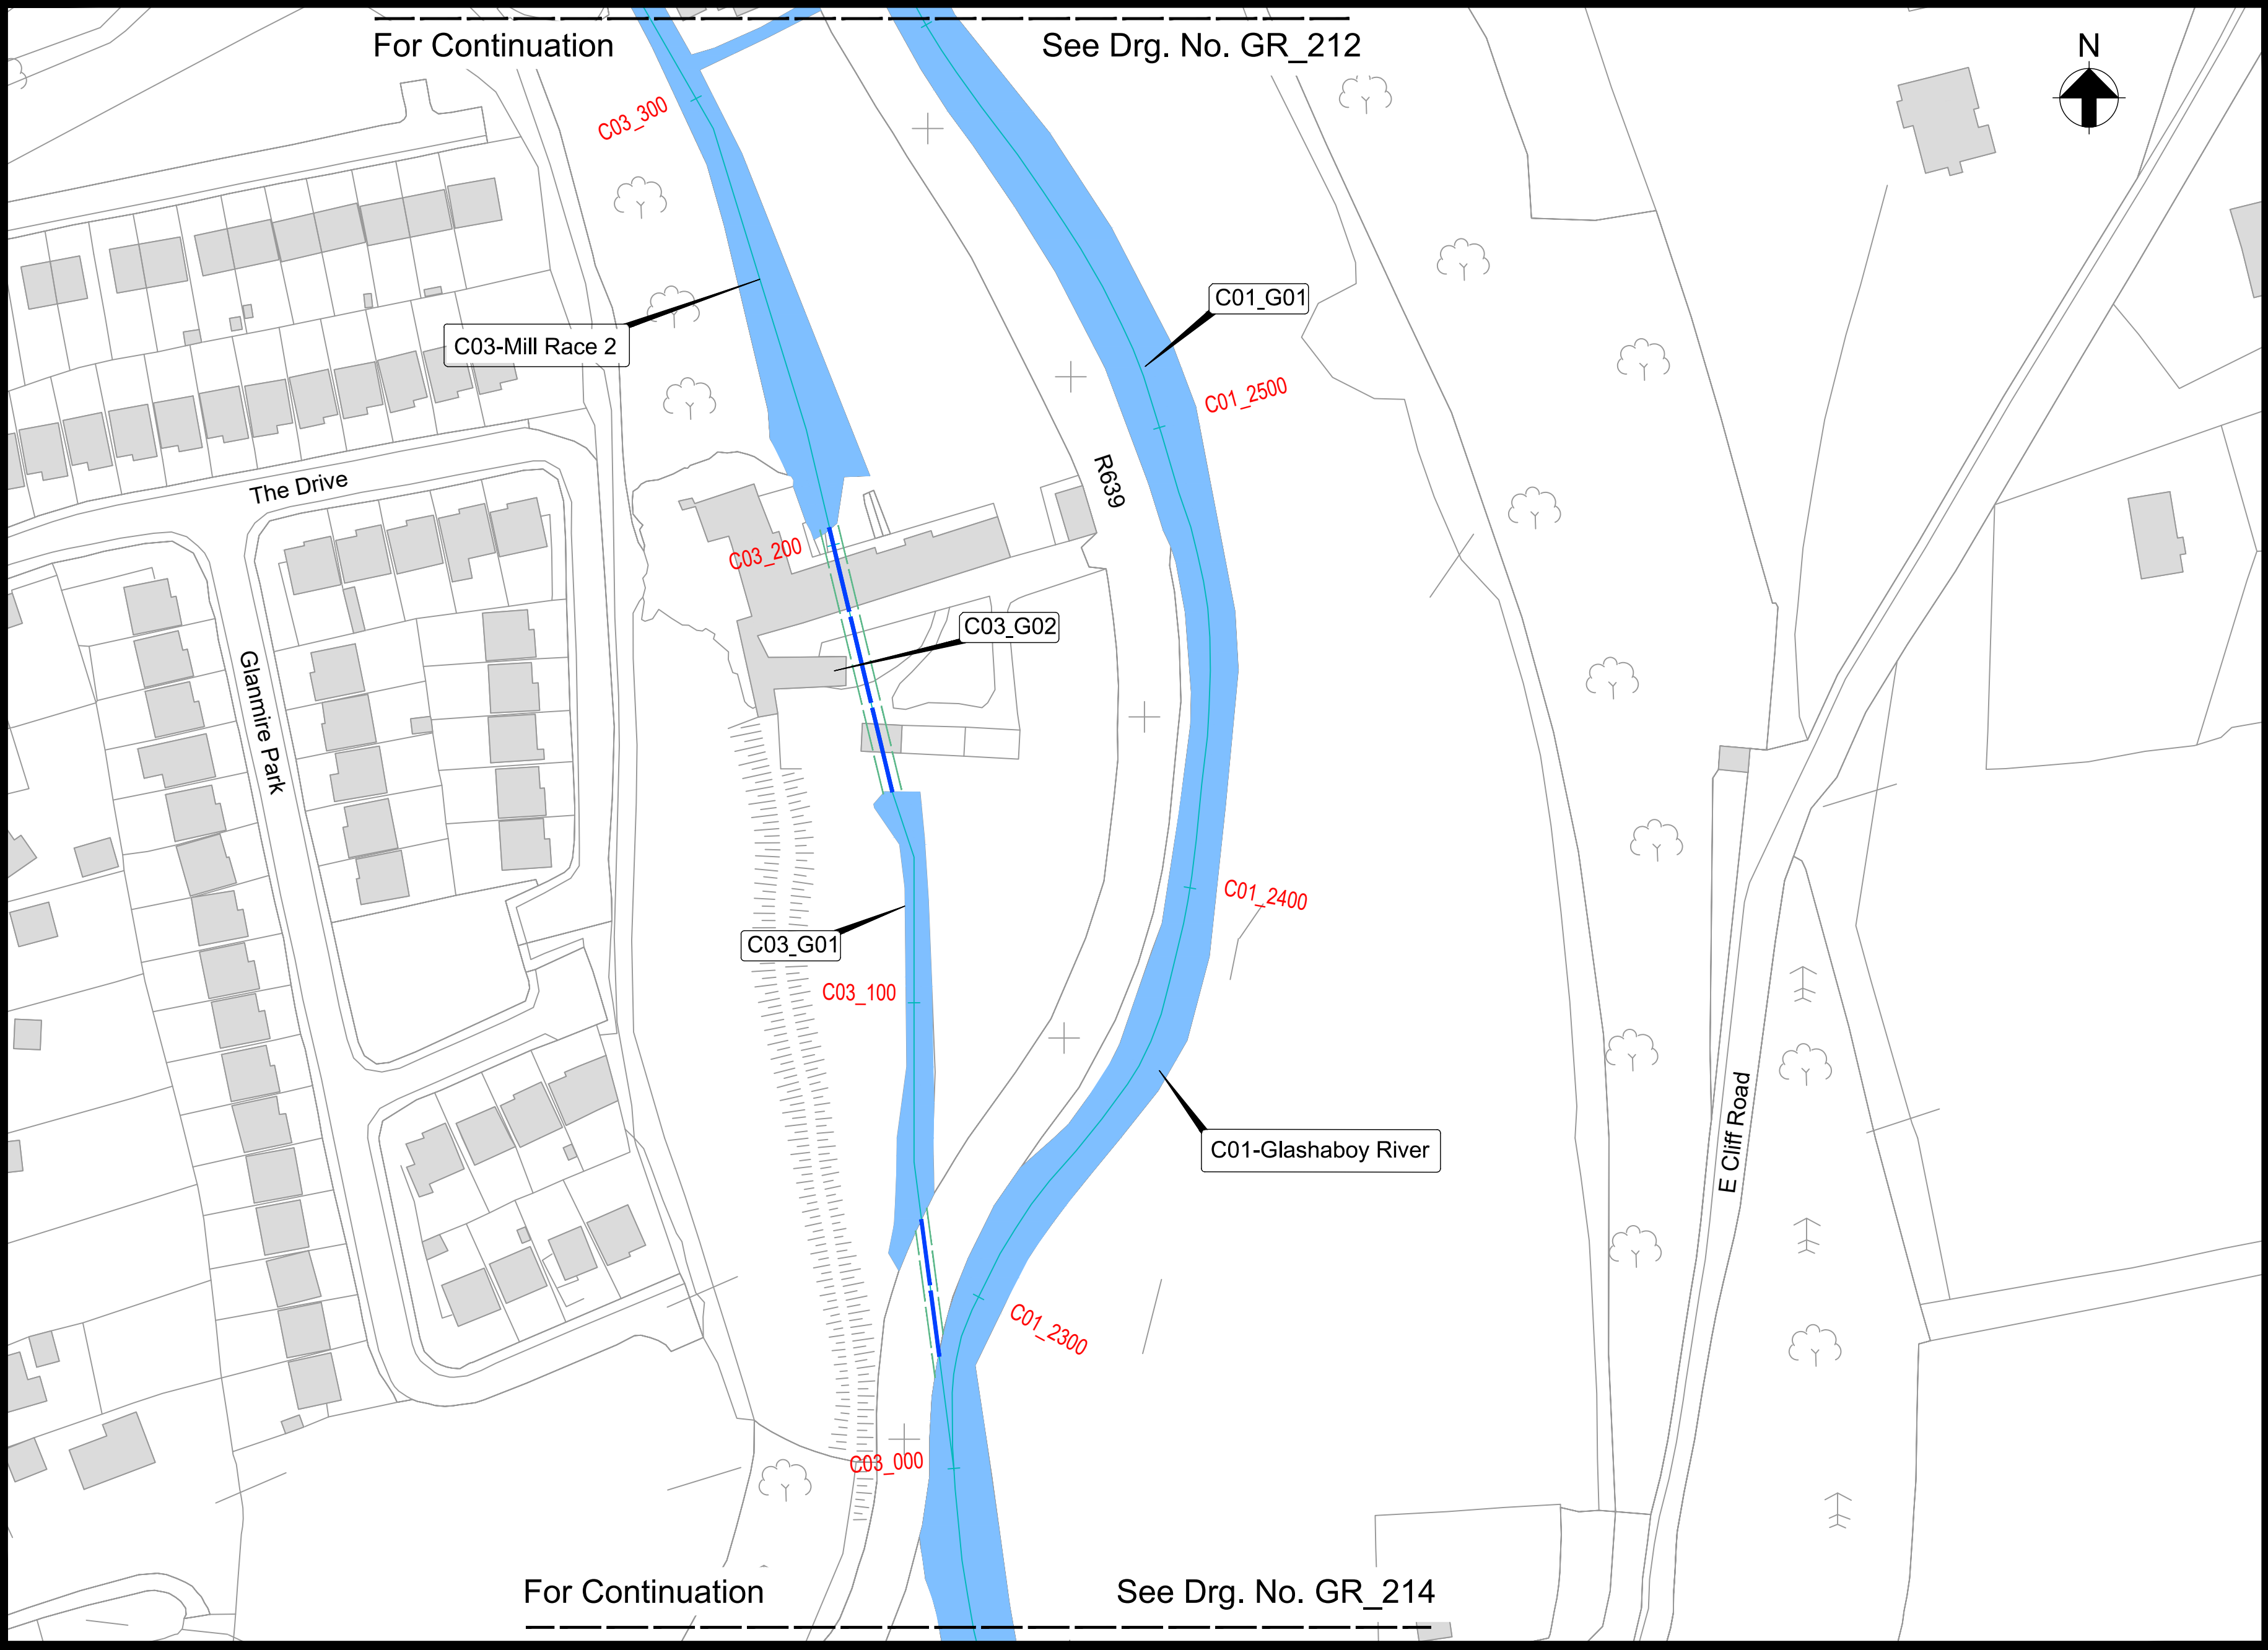 For Continuation
See Drg. No. GR_212
N
C03_300
C01_G01
C03-Mill Race 2
C01_2500
R639
The Drive
C03_200
C03_G02
Glanmire Park
C01_2400
C03_G01
C03_100
E Cliff Road
C01-Glashaboy River
C01_2300
C03_000
For Continuation
See Drg. No. GR_214